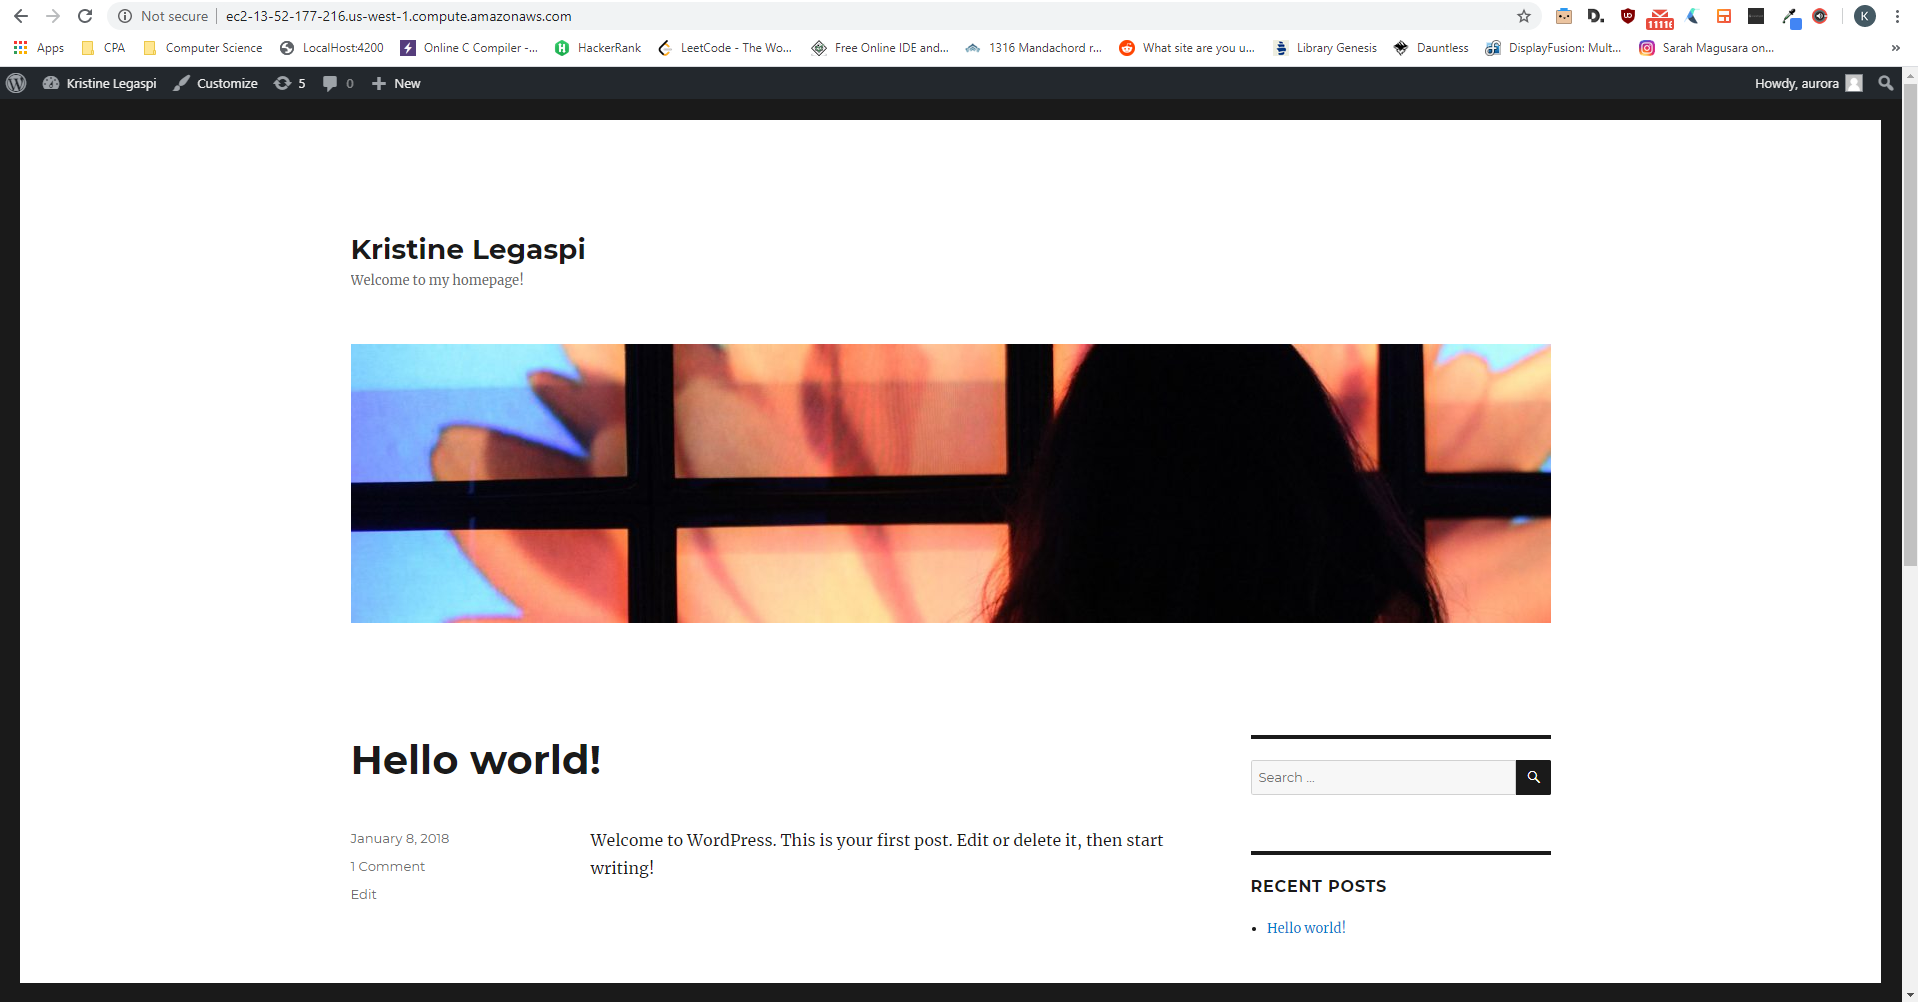 Not secure ec2-13-52-177-216.us-west-1.compute.amazonaws.com D. UD 11116 K
Apps CPA Computer Science LocalHost:4200 Online C Compiler -... HackerRank LeetCode - The Wo... Free Online IDE and... 1316 Mandachord r... What site are you u... Library Genesis Dauntless DisplayFusion: Mult... Sarah Magusara on... »
Kristine Legaspi Customize 5 0 New Howdy, aurora
Kristine Legaspi
Welcome to my homepage!
Hello world!
Search ...
January 8, 2018
1 Comment
Edit
Welcome to WordPress. This is your first post. Edit or delete it, then start
writing!
RECENT POSTS
Hello world!